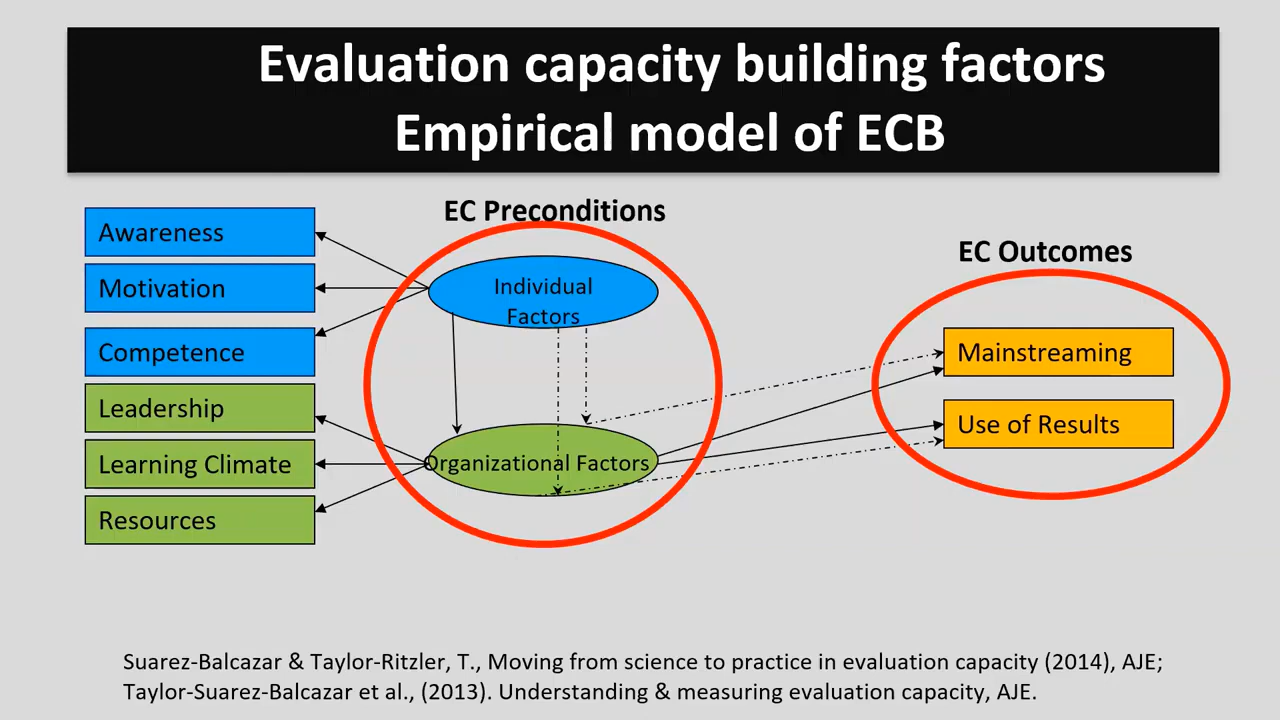 Evaluation capacity building factors
Empirical model of ECB
EC Preconditions
EC Outcomes
Awareness
Motivation
Competence
Leadership
Learning Climate
Resources
Individual
Factors
Organizational Factors
Mainstreaming
Use of Results
Suarez-Balcazar & Taylor-Ritzler, T., Moving from science to practice in evaluation capacity (2014), AJE;
Taylor-Suarez-Balcazar et al., (2013). Understanding & measuring evaluation capacity, AJE.